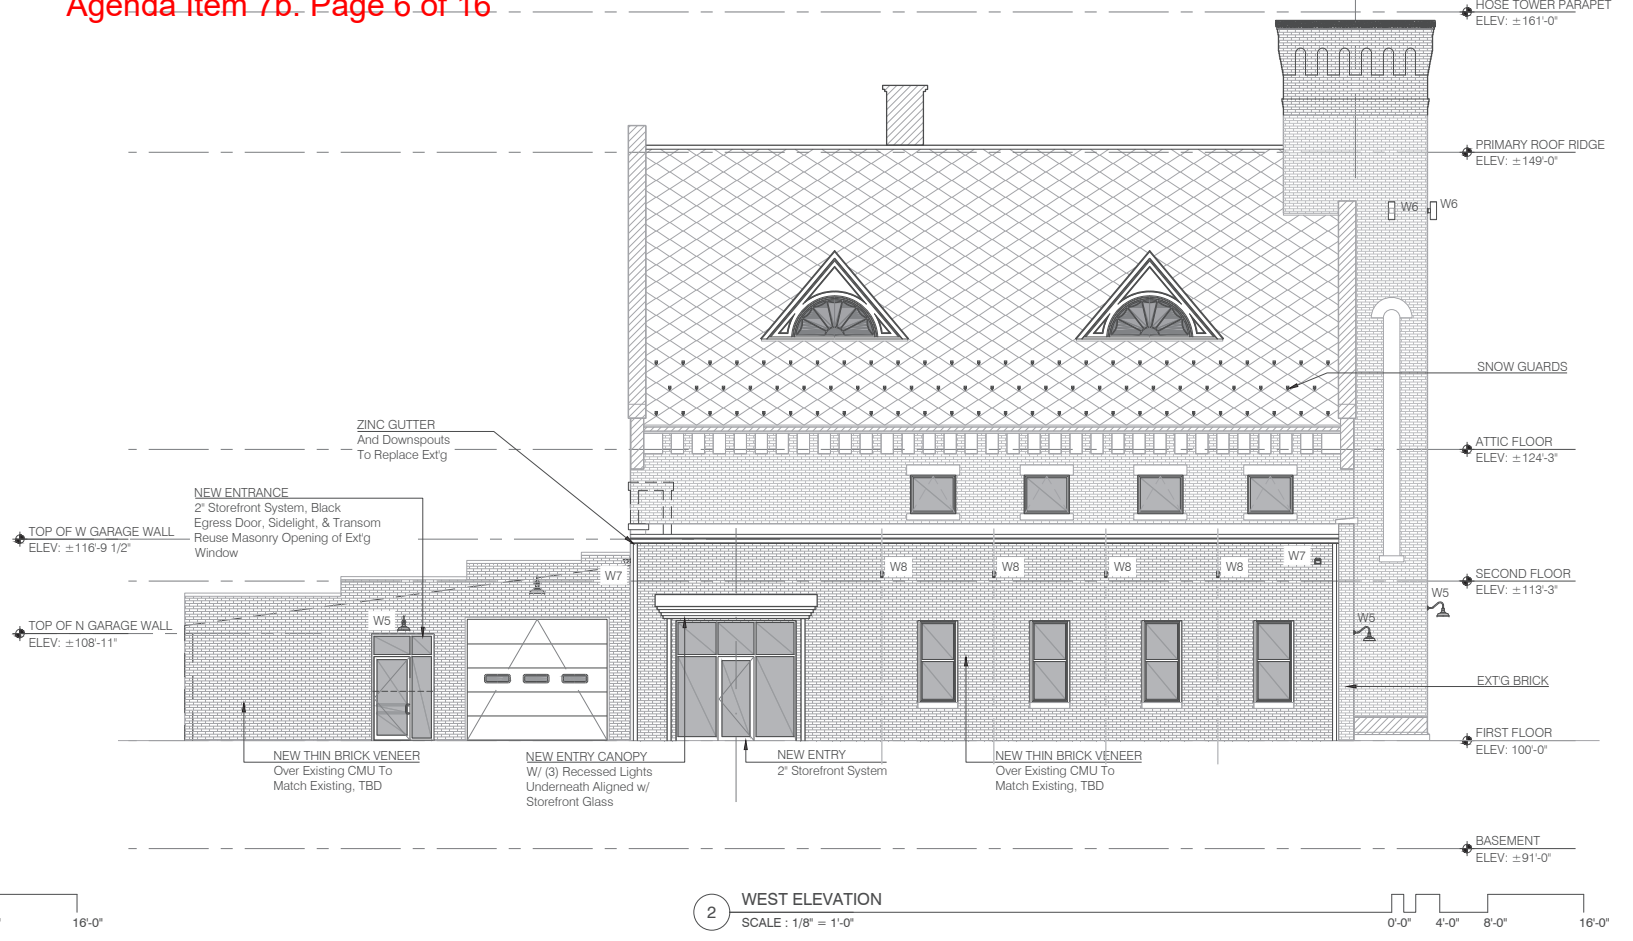 Agenda Item 7b. Page 6 of 16
HOSE TOWER PARAPET
ELEV: ±161'-0"
PRIMARY ROOF RIDGE
ELEV: ±149'-0"
W6
W6
SNOW GUARDS
ZINC GUTTER
And Downspouts
To Replace Ext'g
ATTIC FLOOR
ELEV: ±124'-3"
NEW ENTRANCE
2" Storefront System, Black
Egress Door, Sidelight, & Transom
Reuse Masonry Opening of Ext'g
Window
TOP OF W GARAGE WALL
ELEV: ±116'-9 1/2"
W7
W8
W8
W8
W8
W7
SECOND FLOOR
ELEV: ±113'-3"
W5
W5
W5
TOP OF N GARAGE WALL
ELEV: ±108'-11"
EXT'G BRICK
FIRST FLOOR
ELEV: 100'-0"
NEW THIN BRICK VENEER
Over Existing CMU To
Match Existing, TBD
NEW ENTRY CANOPY
W/ (3) Recessed Lights
Underneath Aligned w/
Storefront Glass
NEW ENTRY
2" Storefront System
NEW THIN BRICK VENEER
Over Existing CMU To
Match Existing, TBD
BASEMENT
ELEV: ±91'-0"
16'-0"
2
WEST ELEVATION
SCALE : 1/8" = 1'-0"
0'-0" 4'-0" 8'-0" 16'-0"